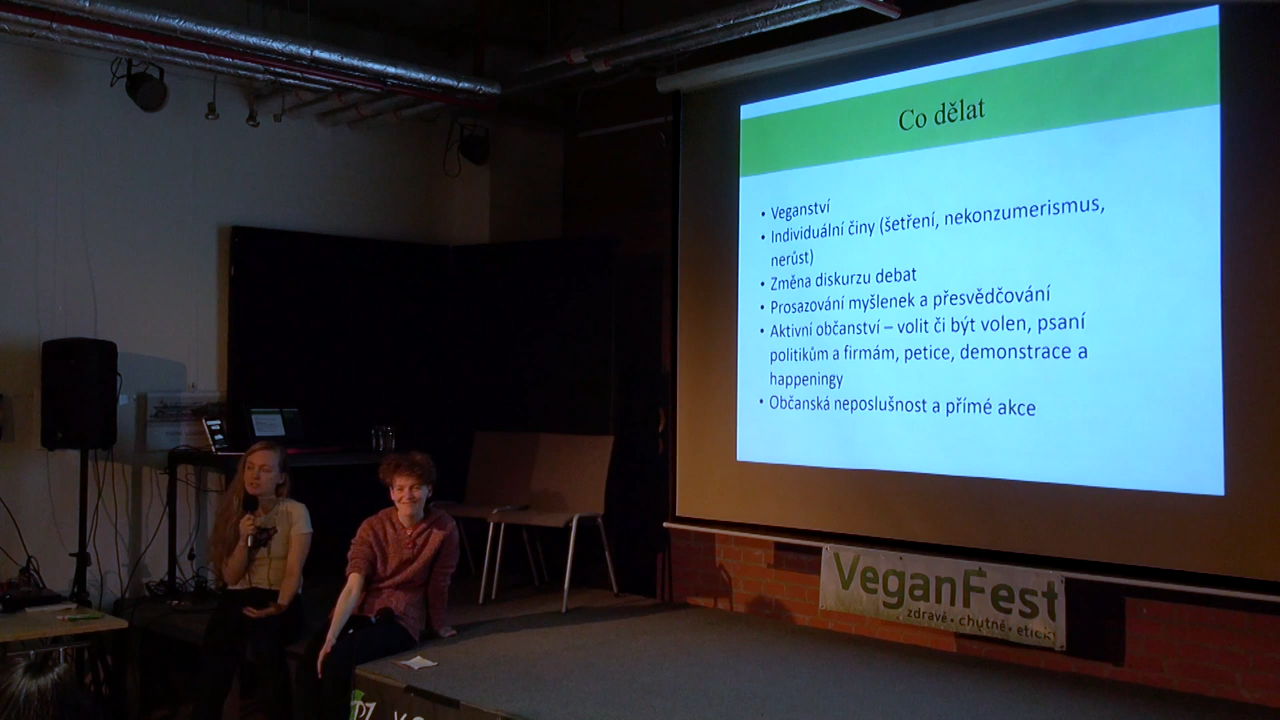 Co dělat
• Veganství
• Individuální činy (šetření, nekonzumerismus,
nerůst)
• Změna diskurzu debat
• Prosazování myšlenek a přesvědčování
• Aktivní občanství – volit či být volen, psaní
politikům a firmám, petice, demonstrace a
happeningy
• Občanská neposlušnost a přímé akce
VeganFest
zdravě • chutně • eticky